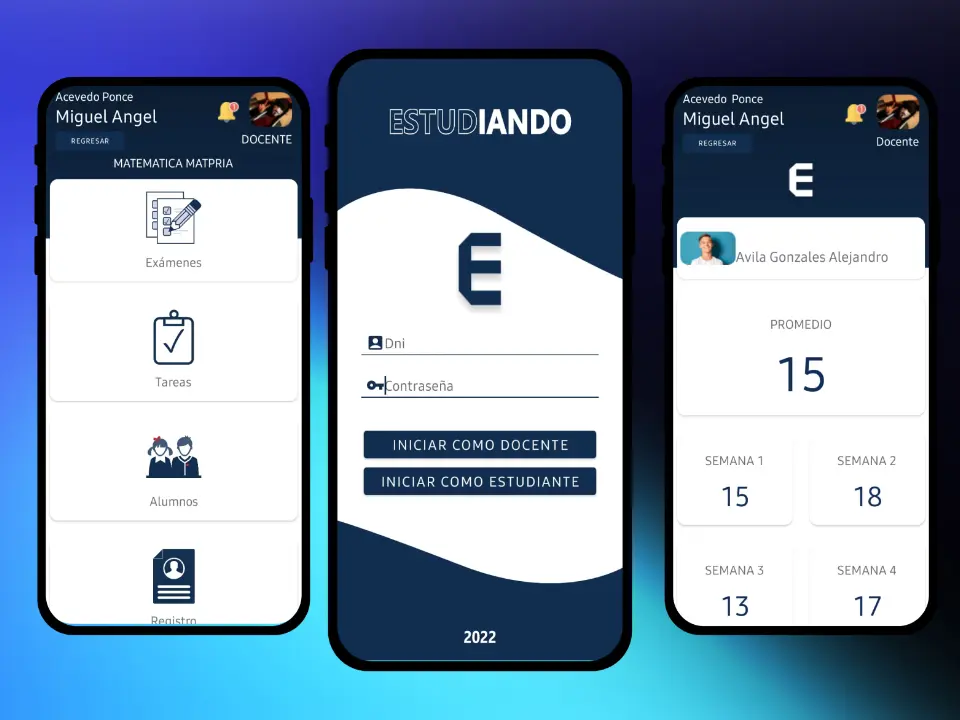 Acevedo Ponce
Miguel Angel
REGRESAR
DOCENTE
MATEMATICA MATPRIA
Exámenes
Tareas
Alumnos
Registro
ESTUDIANDO
E
Dni
Contraseña
INICIAR COMO DOCENTE
INICIAR COMO ESTUDIANTE
2022
Acevedo Ponce
Miguel Angel
REGRESAR
Docente
E
Avila Gonzales Alejandro
PROMEDIO
15
SEMANA 1
15
SEMANA 2
18
SEMANA 3
13
SEMANA 4
17